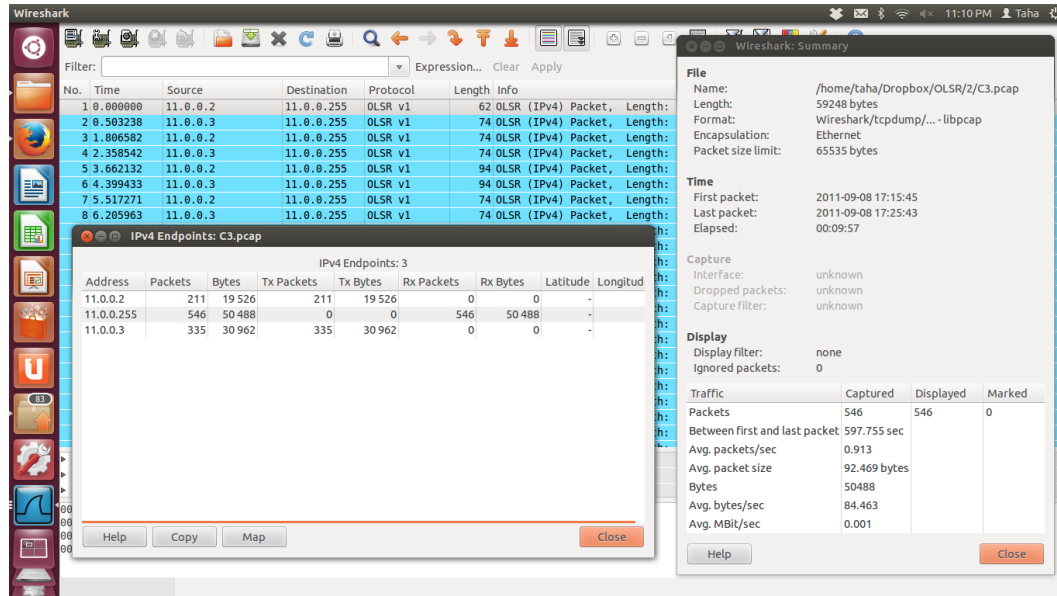 Wireshark
11:10 PM Taha
Filter:
Expression... Clear Apply
No. Time Source Destination Protocol Length Info
1 0.000000 11.0.0.2 11.0.0.255 OLSR v1 62 OLSR (IPv4) Packet, Length:
2 0.503238 11.0.0.3 11.0.0.255 OLSR v1 74 OLSR (IPv4) Packet, Length:
3 1.806582 11.0.0.2 11.0.0.255 OLSR v1 74 OLSR (IPv4) Packet, Length:
4 2.358542 11.0.0.3 11.0.0.255 OLSR v1 74 OLSR (IPv4) Packet, Length:
5 3.662132 11.0.0.2 11.0.0.255 OLSR v1 94 OLSR (IPv4) Packet, Length:
6 4.399433 11.0.0.3 11.0.0.255 OLSR v1 94 OLSR (IPv4) Packet, Length:
7 5.517271 11.0.0.2 11.0.0.255 OLSR v1 74 OLSR (IPv4) Packet, Length:
8 6.205963 11.0.0.3 11.0.0.255 OLSR v1 74 OLSR (IPv4) Packet, Length:
IPv4 Endpoints: C3.pcap
IPv4 Endpoints: 3
Address Packets Bytes Tx Packets Tx Bytes Rx Packets Rx Bytes Latitude Longitud
11.0.0.2 211 19 526 211 19 526 0 0 -
11.0.0.255 546 50 488 0 0 546 50 488 -
11.0.0.3 335 30 962 335 30 962 0 0 -
Help Copy Map Close
83
Wireshark: Summary
File
Name: /home/taha/Dropbox/OLSR/2/C3.pcap
Length: 59248 bytes
Format: Wireshark/tcpdump/... - libpcap
Encapsulation: Ethernet
Packet size limit: 65535 bytes
Time
First packet: 2011-09-08 17:15:45
Last packet: 2011-09-08 17:25:43
Elapsed: 00:09:57
Capture
Interface: unknown
Dropped packets: unknown
Capture filter: unknown
Display
Display filter: none
Ignored packets: 0
Traffic Captured Displayed Marked
Packets 546 546 0
Between first and last packet 597.755 sec
Avg. packets/sec 0.913
Avg. packet size 92.469 bytes
Bytes 50488
Avg. bytes/sec 84.463
Avg. MBit/sec 0.001
Help Close